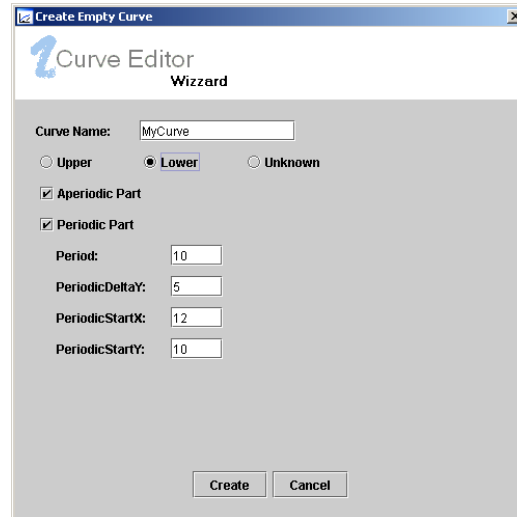 Create Empty Curve
1 Curve Editor
Wizzard
Curve Name: MyCurve
Upper Lower Unknown
Aperiodic Part
Periodic Part
Period: 10
PeriodicDeltaY: 5
PeriodicStartX: 12
PeriodicStartY: 10
Create Cancel